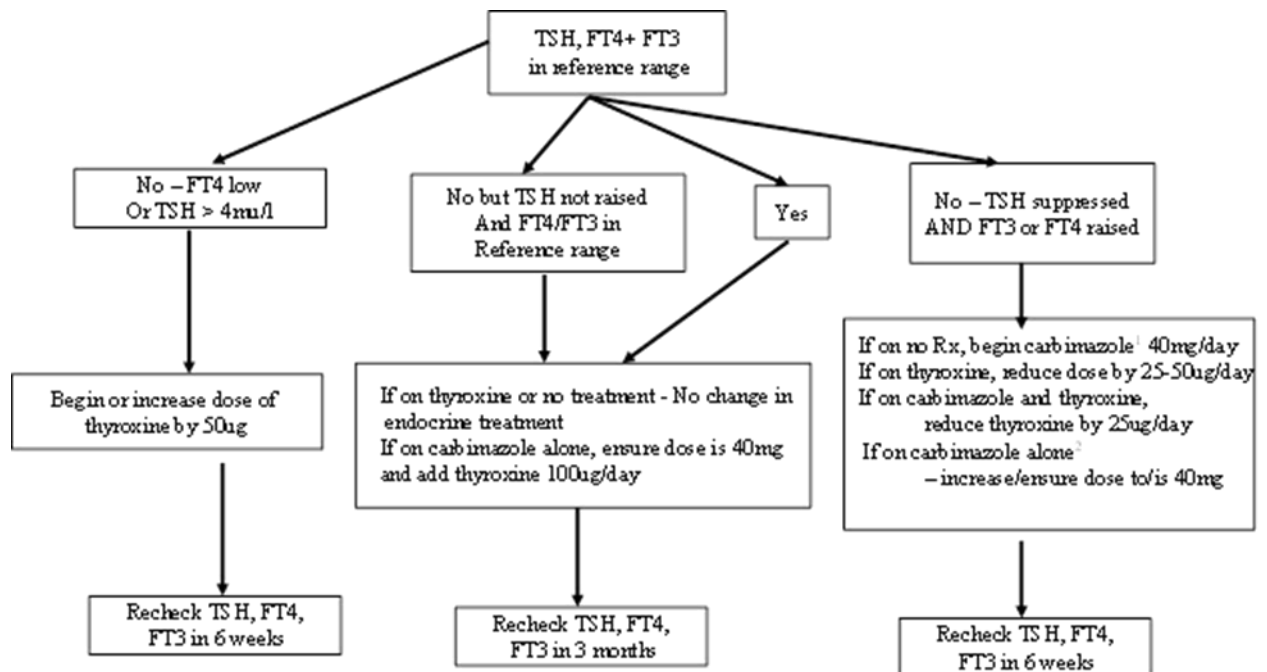 TSH, FT4+ FT3
in reference range
No – FT4 low
Or TSH > 4mu/l
No but TSH not raised
And FT4/FT3 in
Reference range
Yes
No – TSH suppressed
AND FT3 or FT4 raised
Begin or increase dose of
thyroxine by 50ug
If on thyroxine or no treatment - No change in
endocrine treatment
If on carbimazole alone, ensure dose is 40mg
and add thyroxine 100ug/day
If on no Rx, begin carbimazole¹ 40mg/day
If on thyroxine, reduce dose by 25-50ug/day
If on carbimazole and thyroxine,
reduce thyroxine by 25ug/day
If on carbimazole alone²
– increase/ensure dose to/is 40mg
Recheck TSH, FT4,
FT3 in 6 weeks
Recheck TSH, FT4,
FT3 in 3 months
Recheck TSH, FT4,
FT3 in 6 weeks